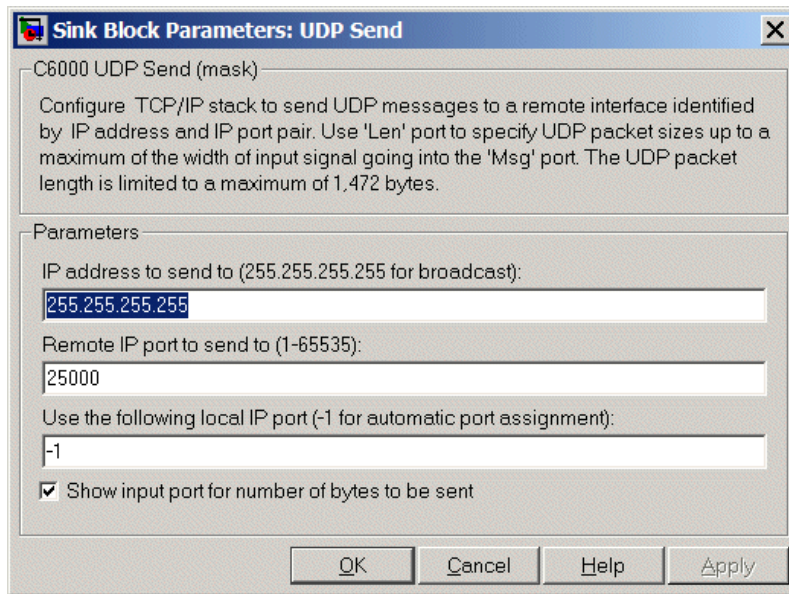 Sink Block Parameters: UDP Send
C6000 UDP Send (mask)
Configure TCP/IP stack to send UDP messages to a remote interface identified
by IP address and IP port pair. Use 'Len' port to specify UDP packet sizes up to a
maximum of the width of input signal going into the 'Msg' port. The UDP packet
length is limited to a maximum of 1,472 bytes.
Parameters
IP address to send to (255.255.255.255 for broadcast):
255.255.255.255
Remote IP port to send to (1-65535):
25000
Use the following local IP port (-1 for automatic port assignment):
-1
Show input port for number of bytes to be sent
OK Cancel Help Apply